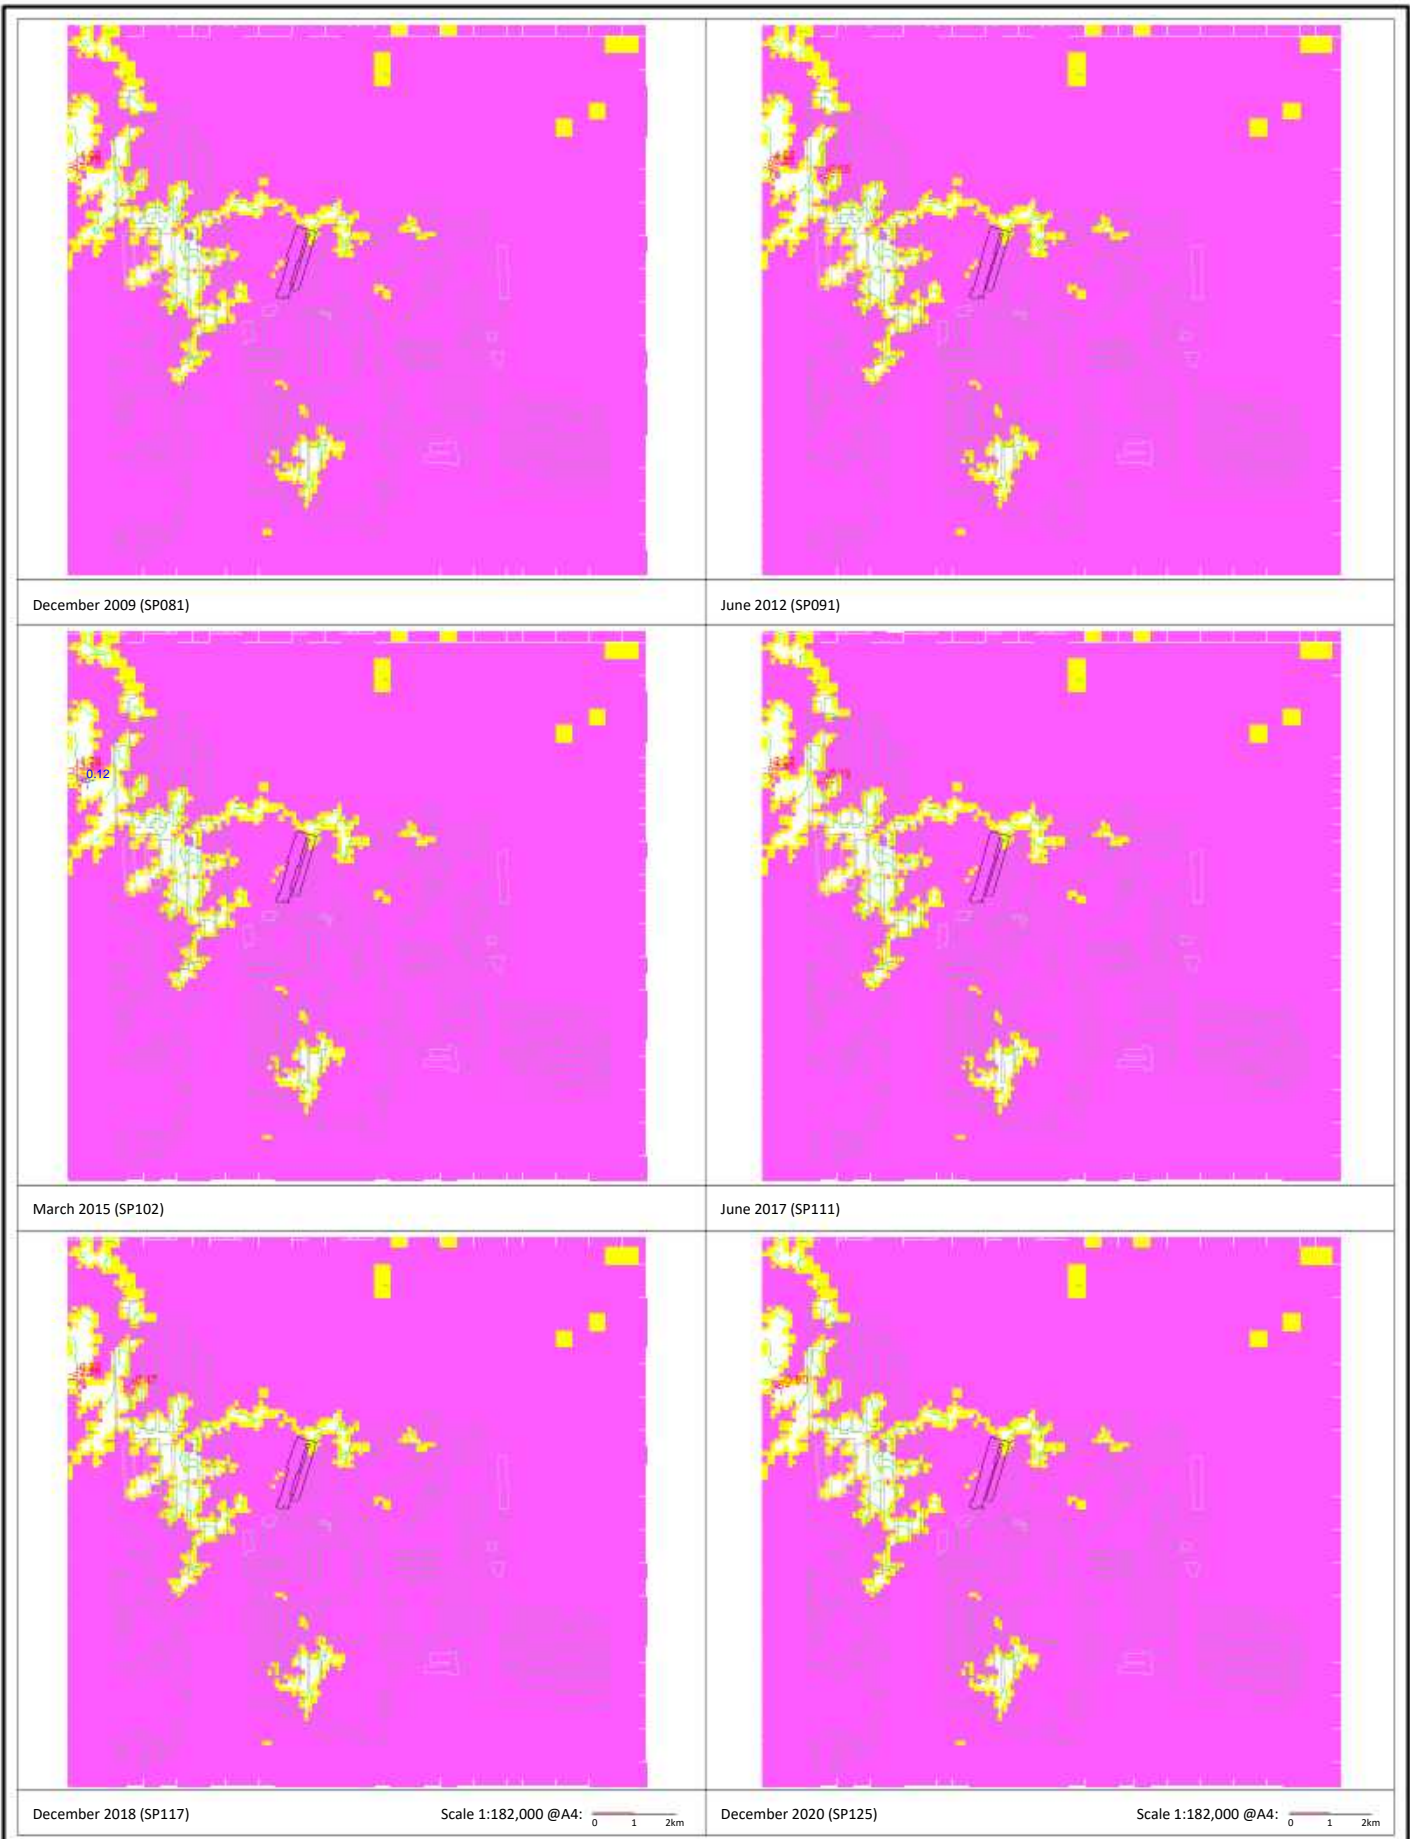 December 2009 (SP081)
June 2012 (SP091)
0.12
March 2015 (SP102)
June 2017 (SP111)
December 2018 (SP117)
Scale 1:182,000 @A4:
0 1 2km
December 2020 (SP125)
Scale 1:182,000 @A4:
0 1 2km